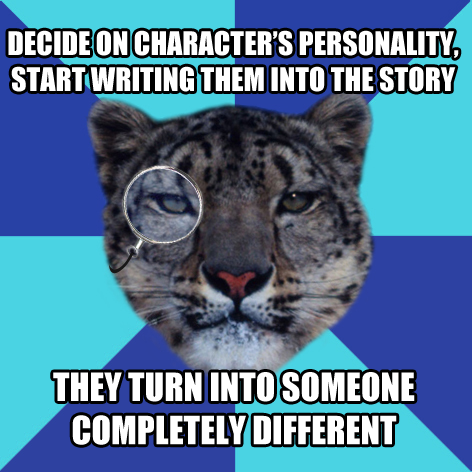 DECIDE ON CHARACTER'S PERSONALITY,
START WRITING THEM INTO THE STORY
THEY TURN INTO SOMEONE
COMPLETELY DIFFERENT